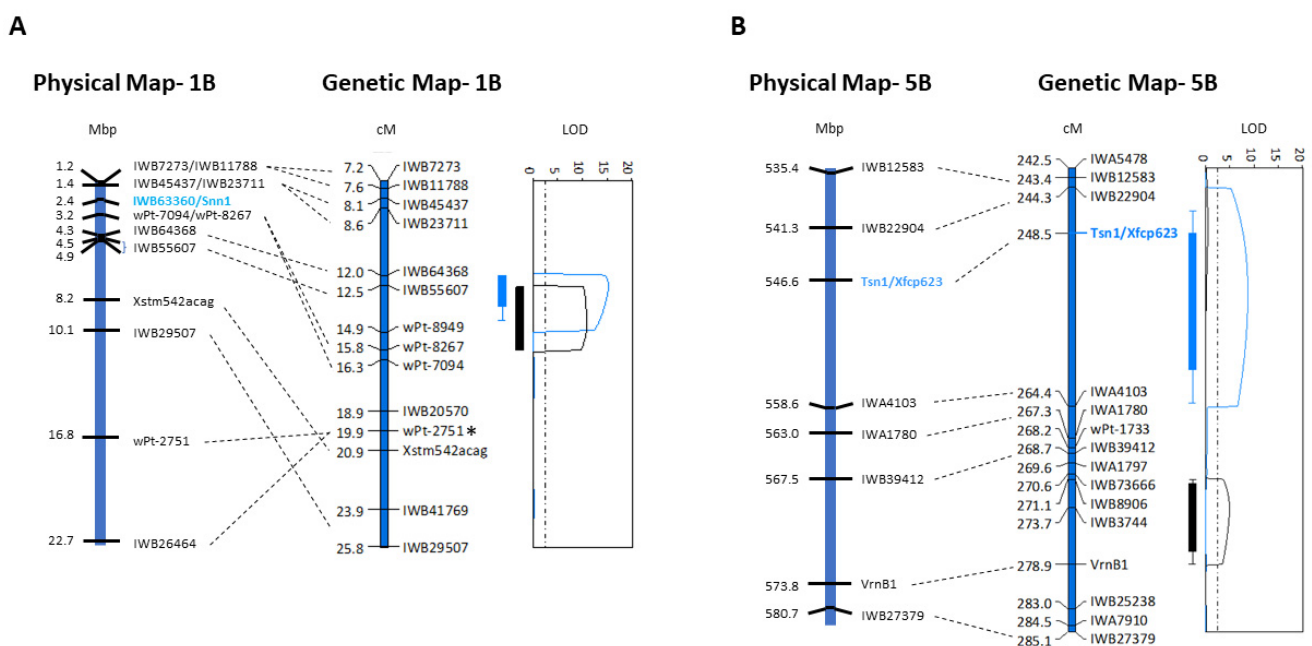 A
B
Physical Map- 1B
Genetic Map- 1B
Mbp
cM
LOD
1.2 IWB7273/IWB11788
1.4 IWB45437/IWB23711
2.4 IWB63360/Snn1
3.2 wPt-7094/wPt-8267
4.3 IWB64368
4.5
4.9 IWB55607
8.2 Xstm542acag
10.1 IWB29507
16.8 wPt-2751
22.7 IWB26464
7.2 IWB7273
7.6 IWB11788
8.1 IWB45437
8.6 IWB23711
12.0 IWB64368
12.5 IWB55607
14.9 wPt-8949
15.8 wPt-8267
16.3 wPt-7094
18.9 IWB20570
19.9 wPt-2751*
20.9 Xstm542acag
23.9 IWB41769
25.8 IWB29507
0 5 10 15 20
Physical Map- 5B
Genetic Map- 5B
Mbp
cM
LOD
535.4 IWB12583
541.3 IWB22904
546.6 Tsn1/Xfcp623
558.6 IWA4103
563.0 IWA1780
567.5 IWB39412
573.8 VrnB1
580.7 IWB27379
242.5 IWA5478
243.4 IWB12583
244.3 IWB22904
248.5 Tsn1/Xfcp623
264.4 IWA4103
267.3 IWA1780
268.2 wPt-1733
268.7 IWB39412
269.6 IWA1797
270.6 IWB73666
271.1 IWB8906
273.7 IWB3744
278.9 VrnB1
283.0 IWB25238
284.5 IWA7910
285.1 IWB27379
0 5 10 15 20